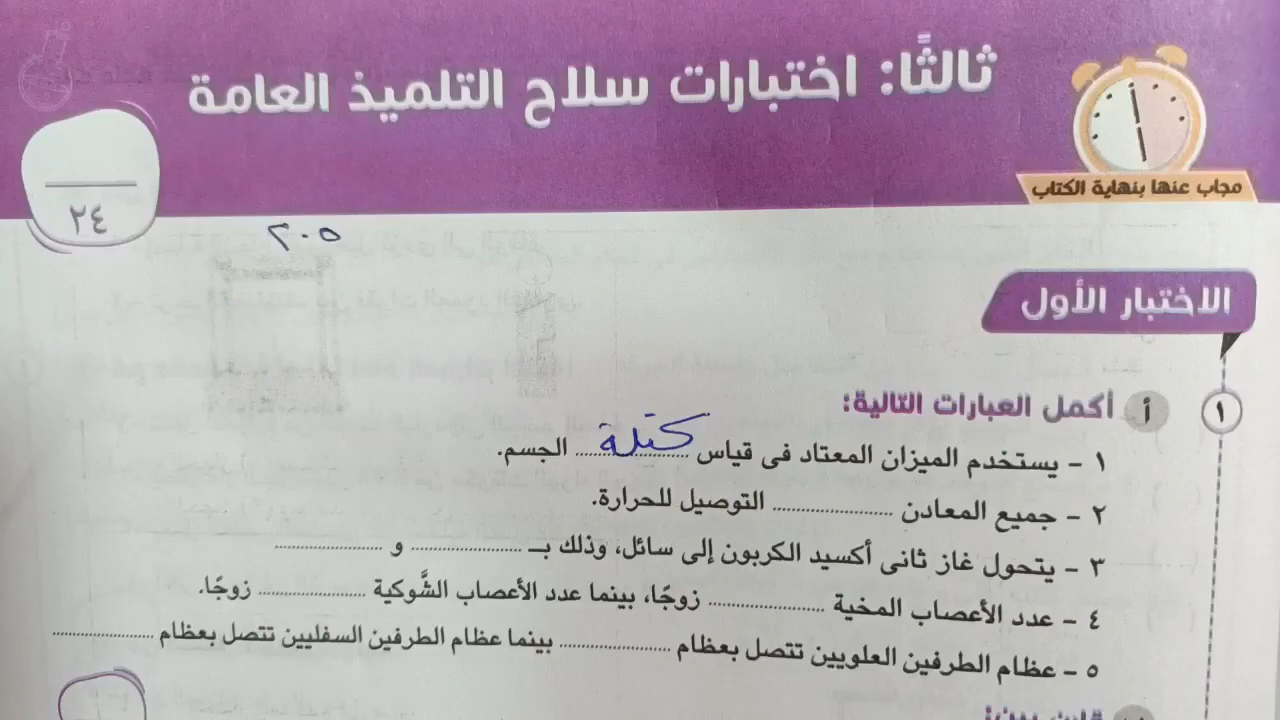 ثالثًا: اختبارات سلاح التلميذ العامة
مجاب عنها بنهاية الكتاب
٢٤
٢٠٥
الاختبار الأول
١ أ أكمل العبارات التالية:
١ - يستخدم الميزان المعتاد فى قياس كتلة الجسم.
٢ - جميع المعادن .................... التوصيل للحرارة.
٣ - يتحول غاز ثانى أكسيد الكربون إلى سائل، وذلك بـ .................... و ....................
٤ - عدد الأعصاب المخية .................... زوجًا، بينما عدد الأعصاب الشَّوكية .................... زوجًا.
٥ - عظام الطرفين العلويين تتصل بعظام .................... بينما عظام الطرفين السفليين تتصل بعظام ....................
قارن بين: